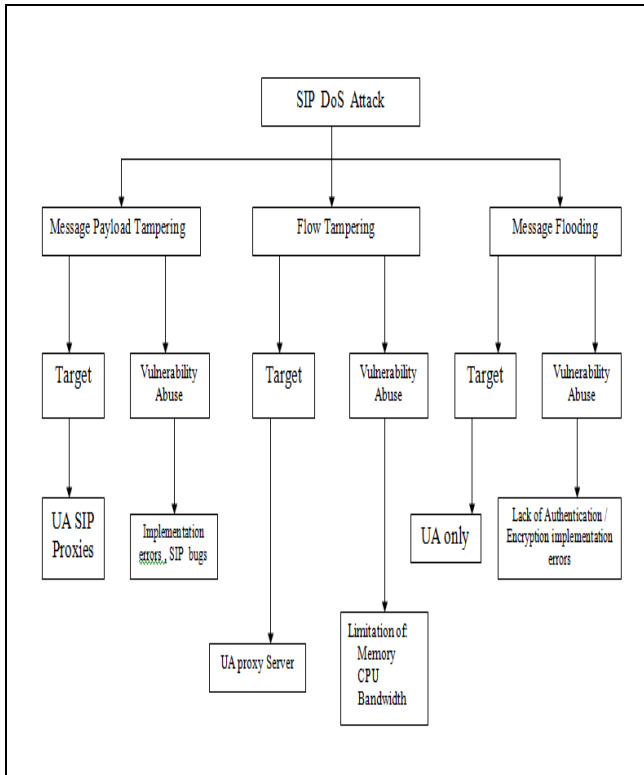 SIP DoS Attack
Message Payload Tampering
Flow Tampering
Message Flooding
Target
Vulnerability
Abuse
Target
Vulnerability
Abuse
Target
Vulnerability
Abuse
UA SIP
Proxies
Implementation
errors , SIP bugs
UA only
Lack of Authentication /
Encryption implementation
errors
UA proxy Server
Limitation of:
Memory
CPU
Bandwidth